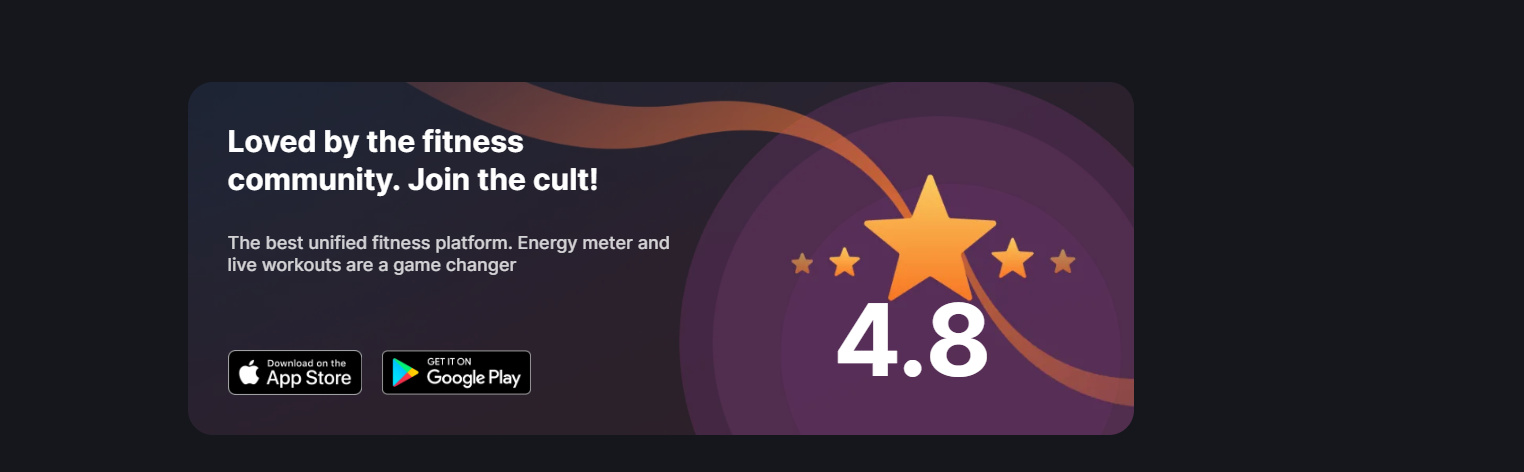 Loved by the fitness
community. Join the cult!
The best unified fitness platform. Energy meter and
live workouts are a game changer
Download on the
App Store
GET IT ON
Google Play
4.8